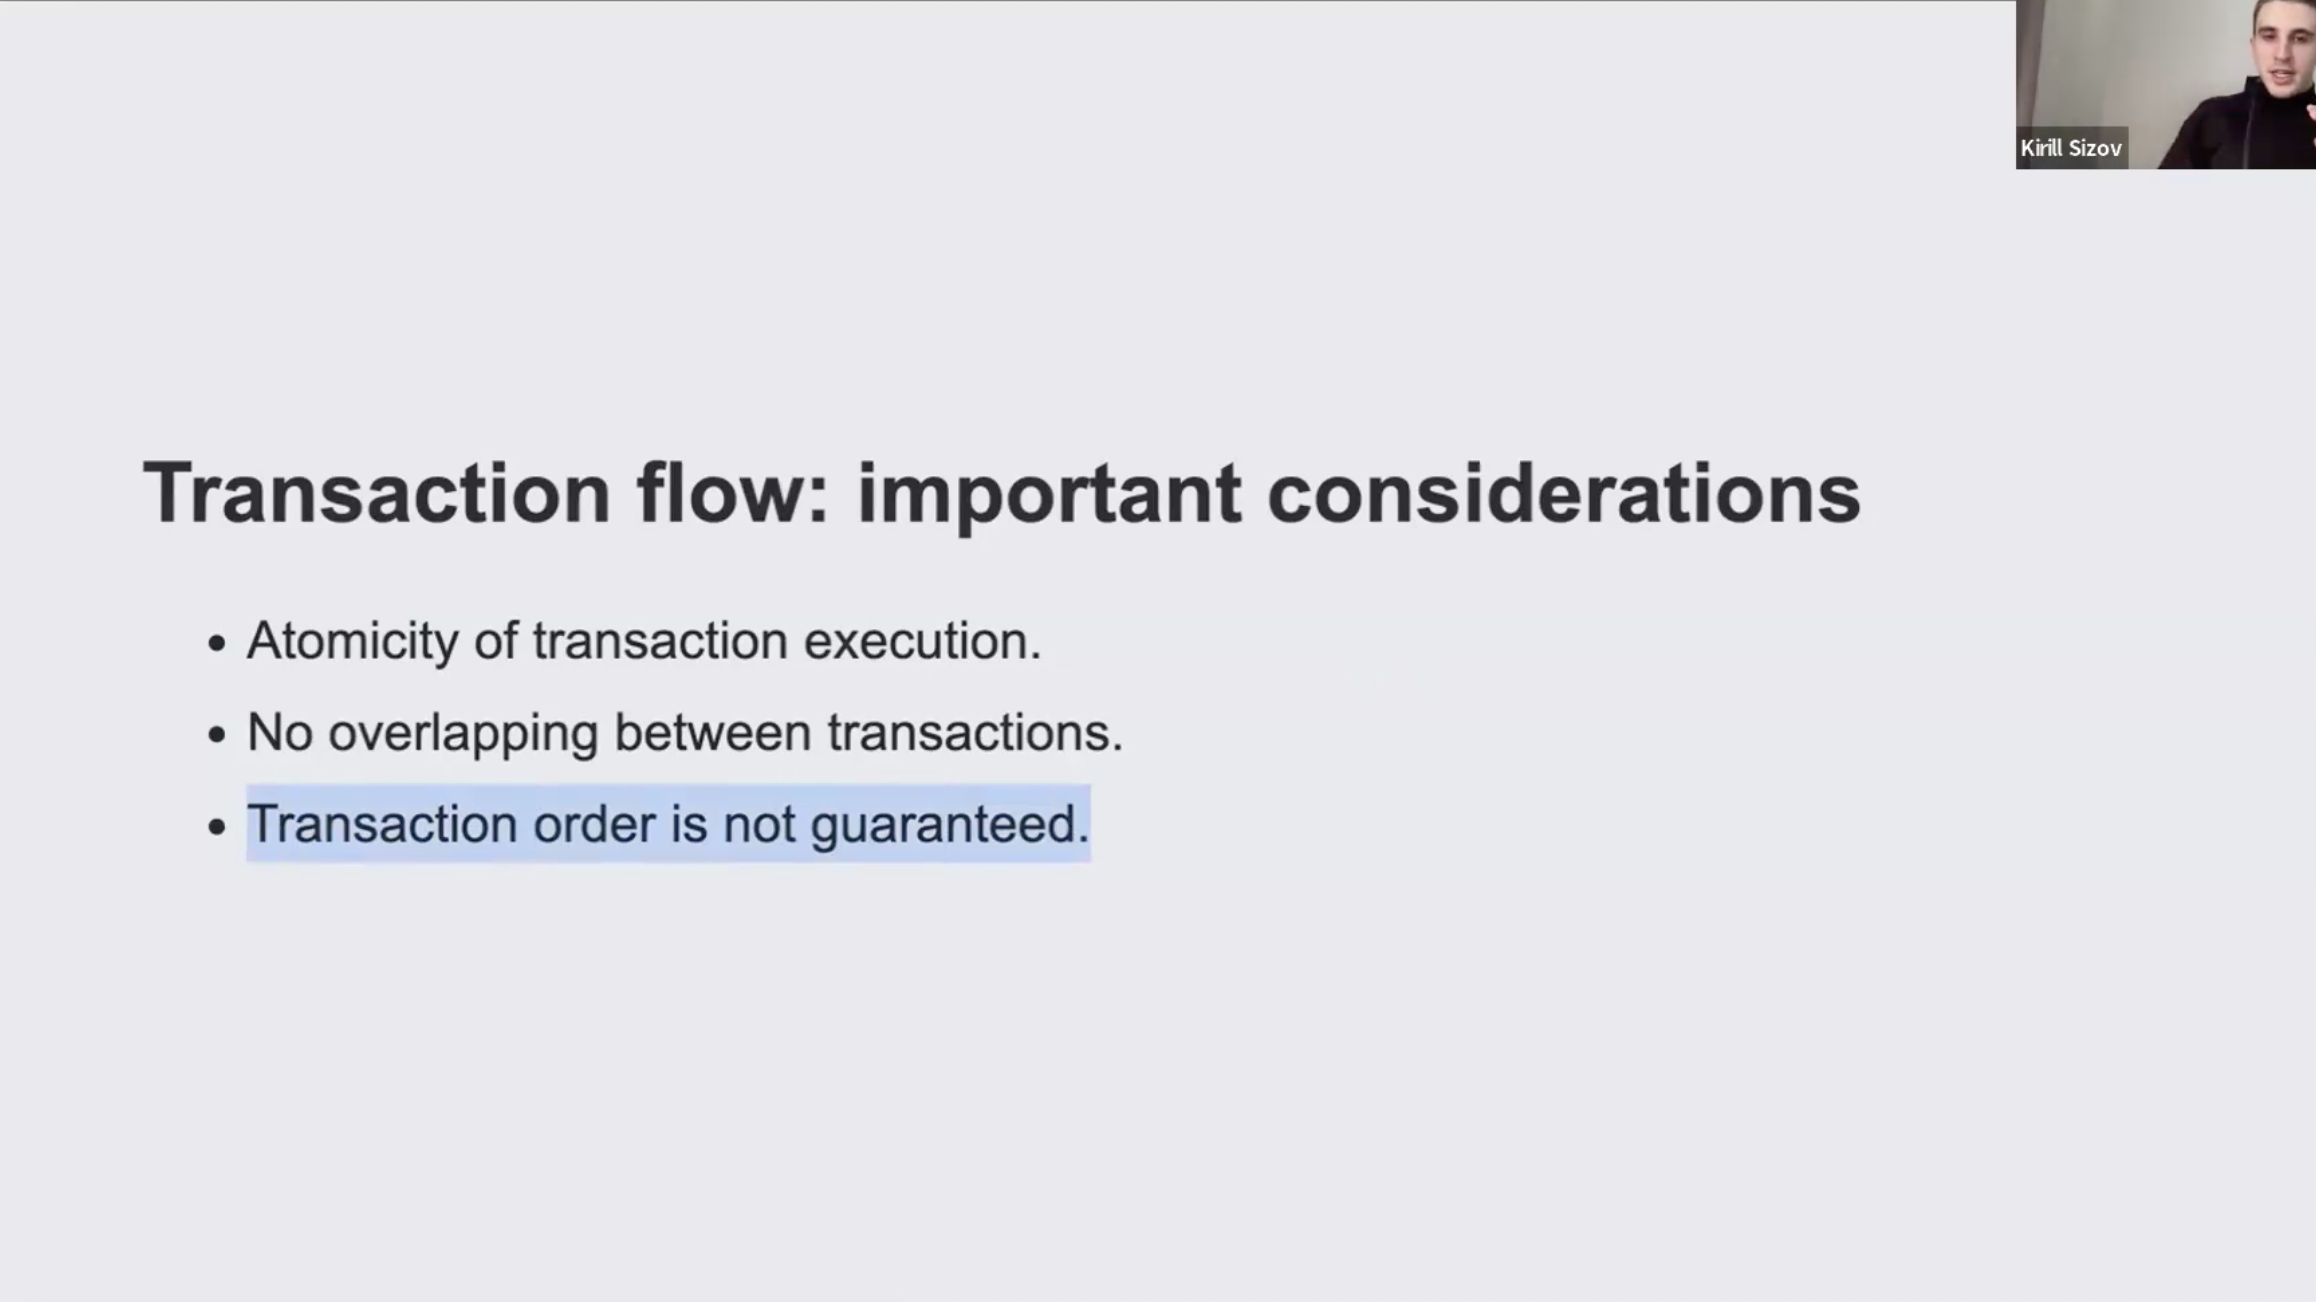 Kirill Sizov
Transaction flow: important considerations
• Atomicity of transaction execution.
• No overlapping between transactions.
• Transaction order is not guaranteed.